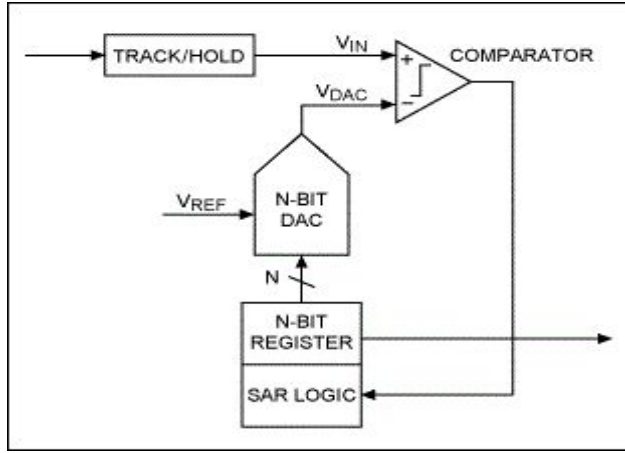 TRACK/HOLD
VIN
COMPARATOR
+
VDAC
−
VREF
N-BIT
DAC
N
N-BIT
REGISTER
SAR LOGIC